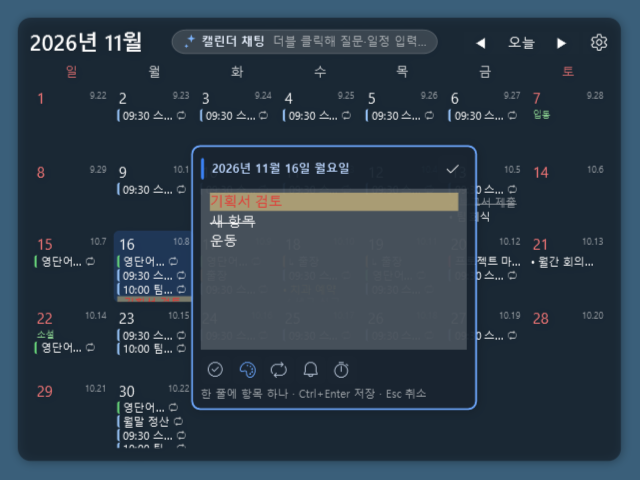 2026년 11월
캘린더 채팅 더블 클릭해 질문·일정 입력...
◀ 오늘 ▶
일 월 화 수 목 금 토
1 9.22 2 9.23 3 9.24 4 9.25 5 9.26 6 9.27 7 9.28
09:30 스... 09:30 스... 09:30 스... 09:30 스... 09:30 스... 입동
8 9.29 9 10.1 10.5 14 10.6
09:30 스...
2026년 11월 16일 월요일
기획서 검토
새 항목
운동
15 10.7 16 10.8 10.12 21 10.13
영단어... 영단어... • 월간 회의...
09:30 스... 0 스...
10:00 팀...
22 10.14 23 10.15 10.19 28 10.20
소설 09:30 스... 0 스...
영단어... 10:00 팀...
29 10.21 30 10.22
영단어...
월말 정산
09:30 스...
10:00 팀...
한 줄에 항목 하나 · Ctrl+Enter 저장 · Esc 취소